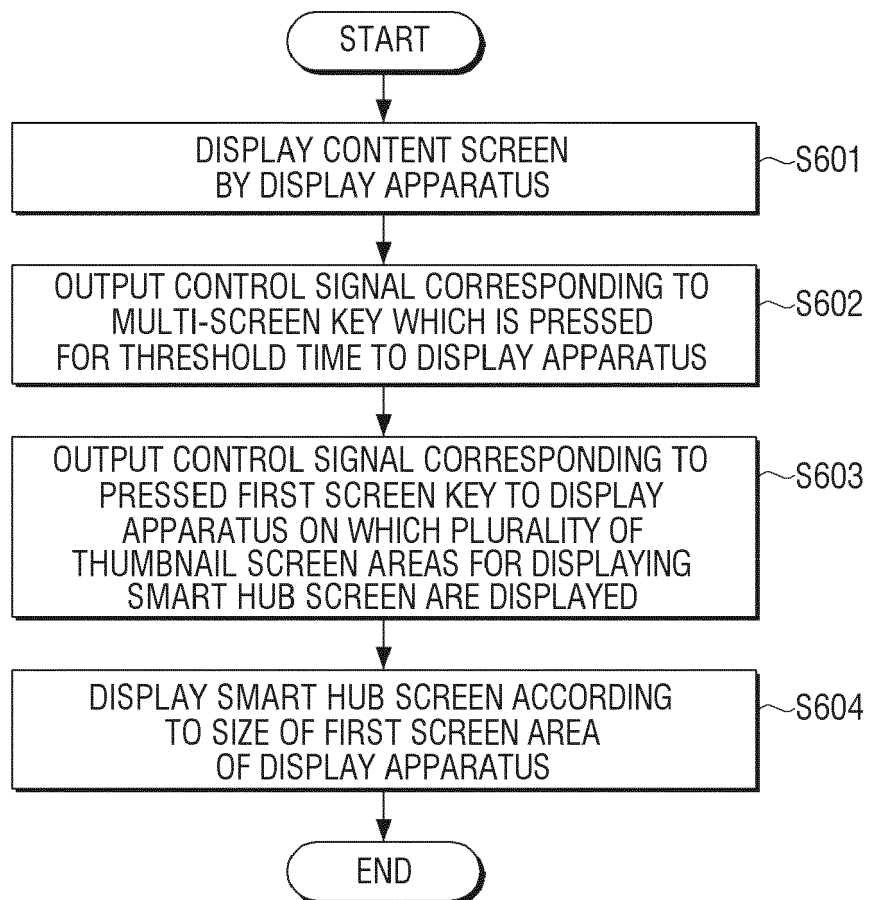 START
DISPLAY CONTENT SCREEN
BY DISPLAY APPARATUS
S601
OUTPUT CONTROL SIGNAL CORRESPONDING TO
MULTI-SCREEN KEY WHICH IS PRESSED
FOR THRESHOLD TIME TO DISPLAY APPARATUS
S602
OUTPUT CONTROL SIGNAL CORRESPONDING TO
PRESSED FIRST SCREEN KEY TO DISPLAY
APPARATUS ON WHICH PLURALITY OF
THUMBNAIL SCREEN AREAS FOR DISPLAYING
SMART HUB SCREEN ARE DISPLAYED
S603
DISPLAY SMART HUB SCREEN ACCORDING
TO SIZE OF FIRST SCREEN AREA
OF DISPLAY APPARATUS
S604
END